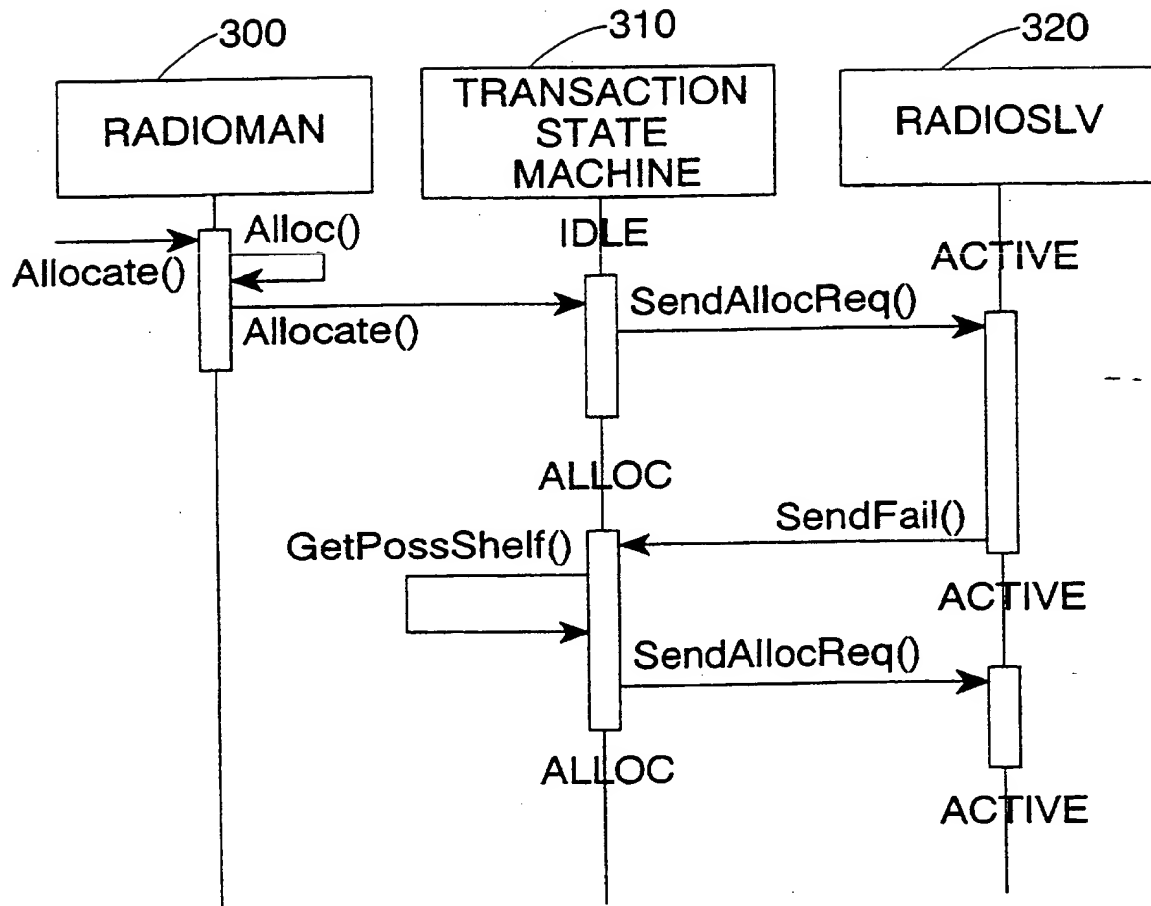 300
310
320
RADIOMAN
TRANSACTION
STATE
MACHINE
RADIOSLV
Alloc()
IDLE
ACTIVE
Allocate()
SendAllocReq()
Allocate()
ALLOC
SendFail()
GetPossShelf()
ACTIVE
SendAllocReq()
ALLOC
ACTIVE